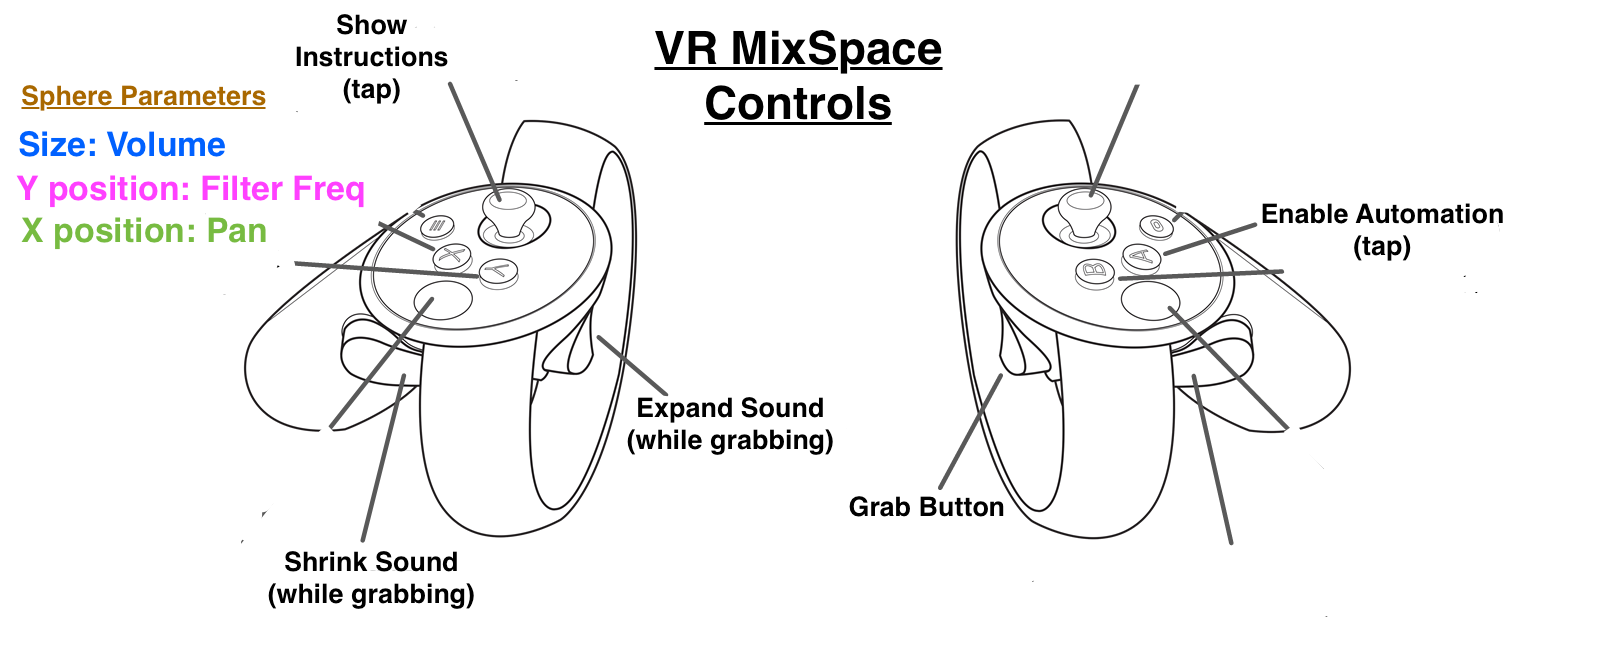 VR MixSpace
Controls
Show
Instructions
(tap)
Sphere Parameters
Size: Volume
Y position: Filter Freq
X position: Pan
X
Y
A
B
Enable Automation
(tap)
Expand Sound
(while grabbing)
Grab Button
Shrink Sound
(while grabbing)